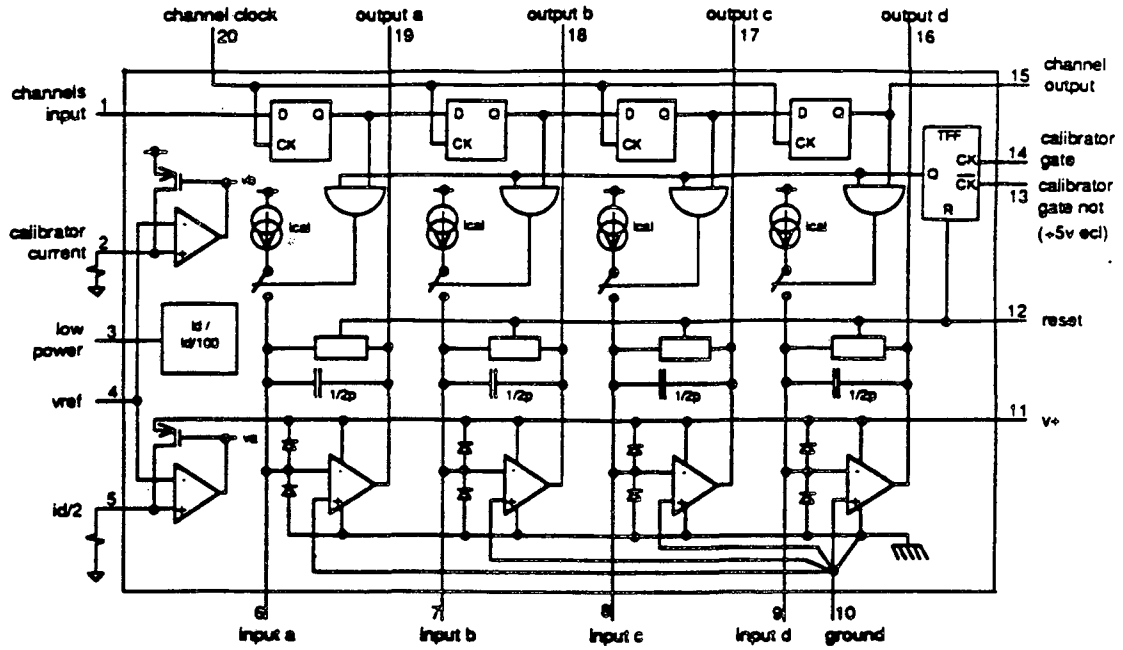 channel clock
20
output a
19
output b
18
output c
17
output d
16
channels
input
1
15
channel
output
D Q
CK
D Q
CK
D Q
CK
D Q
CK
TFF
CK
CK
Q
R
14
calibrator
gate
13
calibrator
gate not
(+5v ecl)
vb
Ical
Ical
Ical
Ical
calibrator
current
2
low
power
3
Id /
Id/100
12
reset
vref
4
1/2p
1/2p
1/2p
1/2p
11
v+
va
id/2
5
-
+
-
+
-
+
-
+
-
+
-
+
6
input a
7
input b
8
input c
9
input d
10
ground